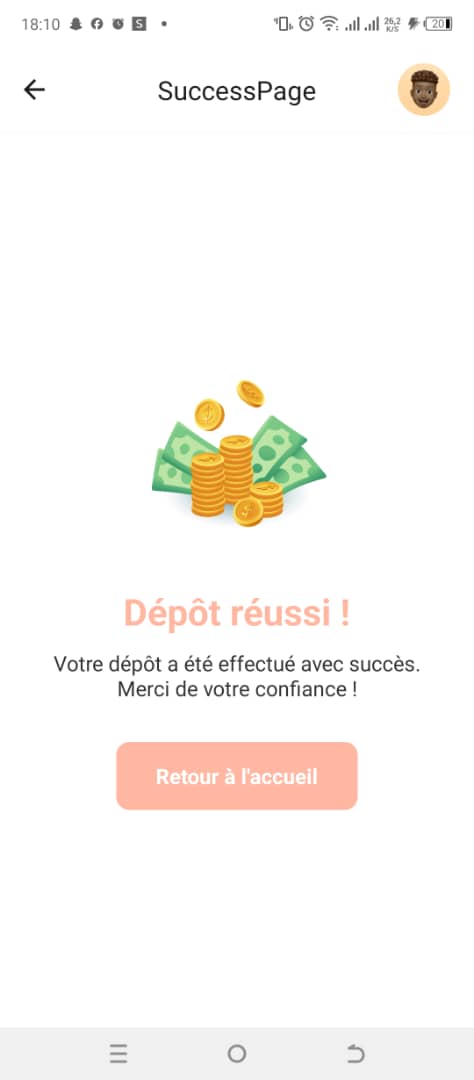 18:10
26,2
K/S
20
SuccessPage
Dépôt réussi !
Votre dépôt a été effectué avec succès.
Merci de votre confiance !
Retour à l'accueil